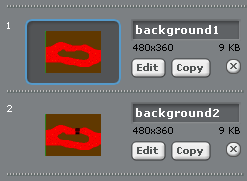 1
background1
480x360 9 KB
Edit Copy
2
background2
480x360 9 KB
Edit Copy